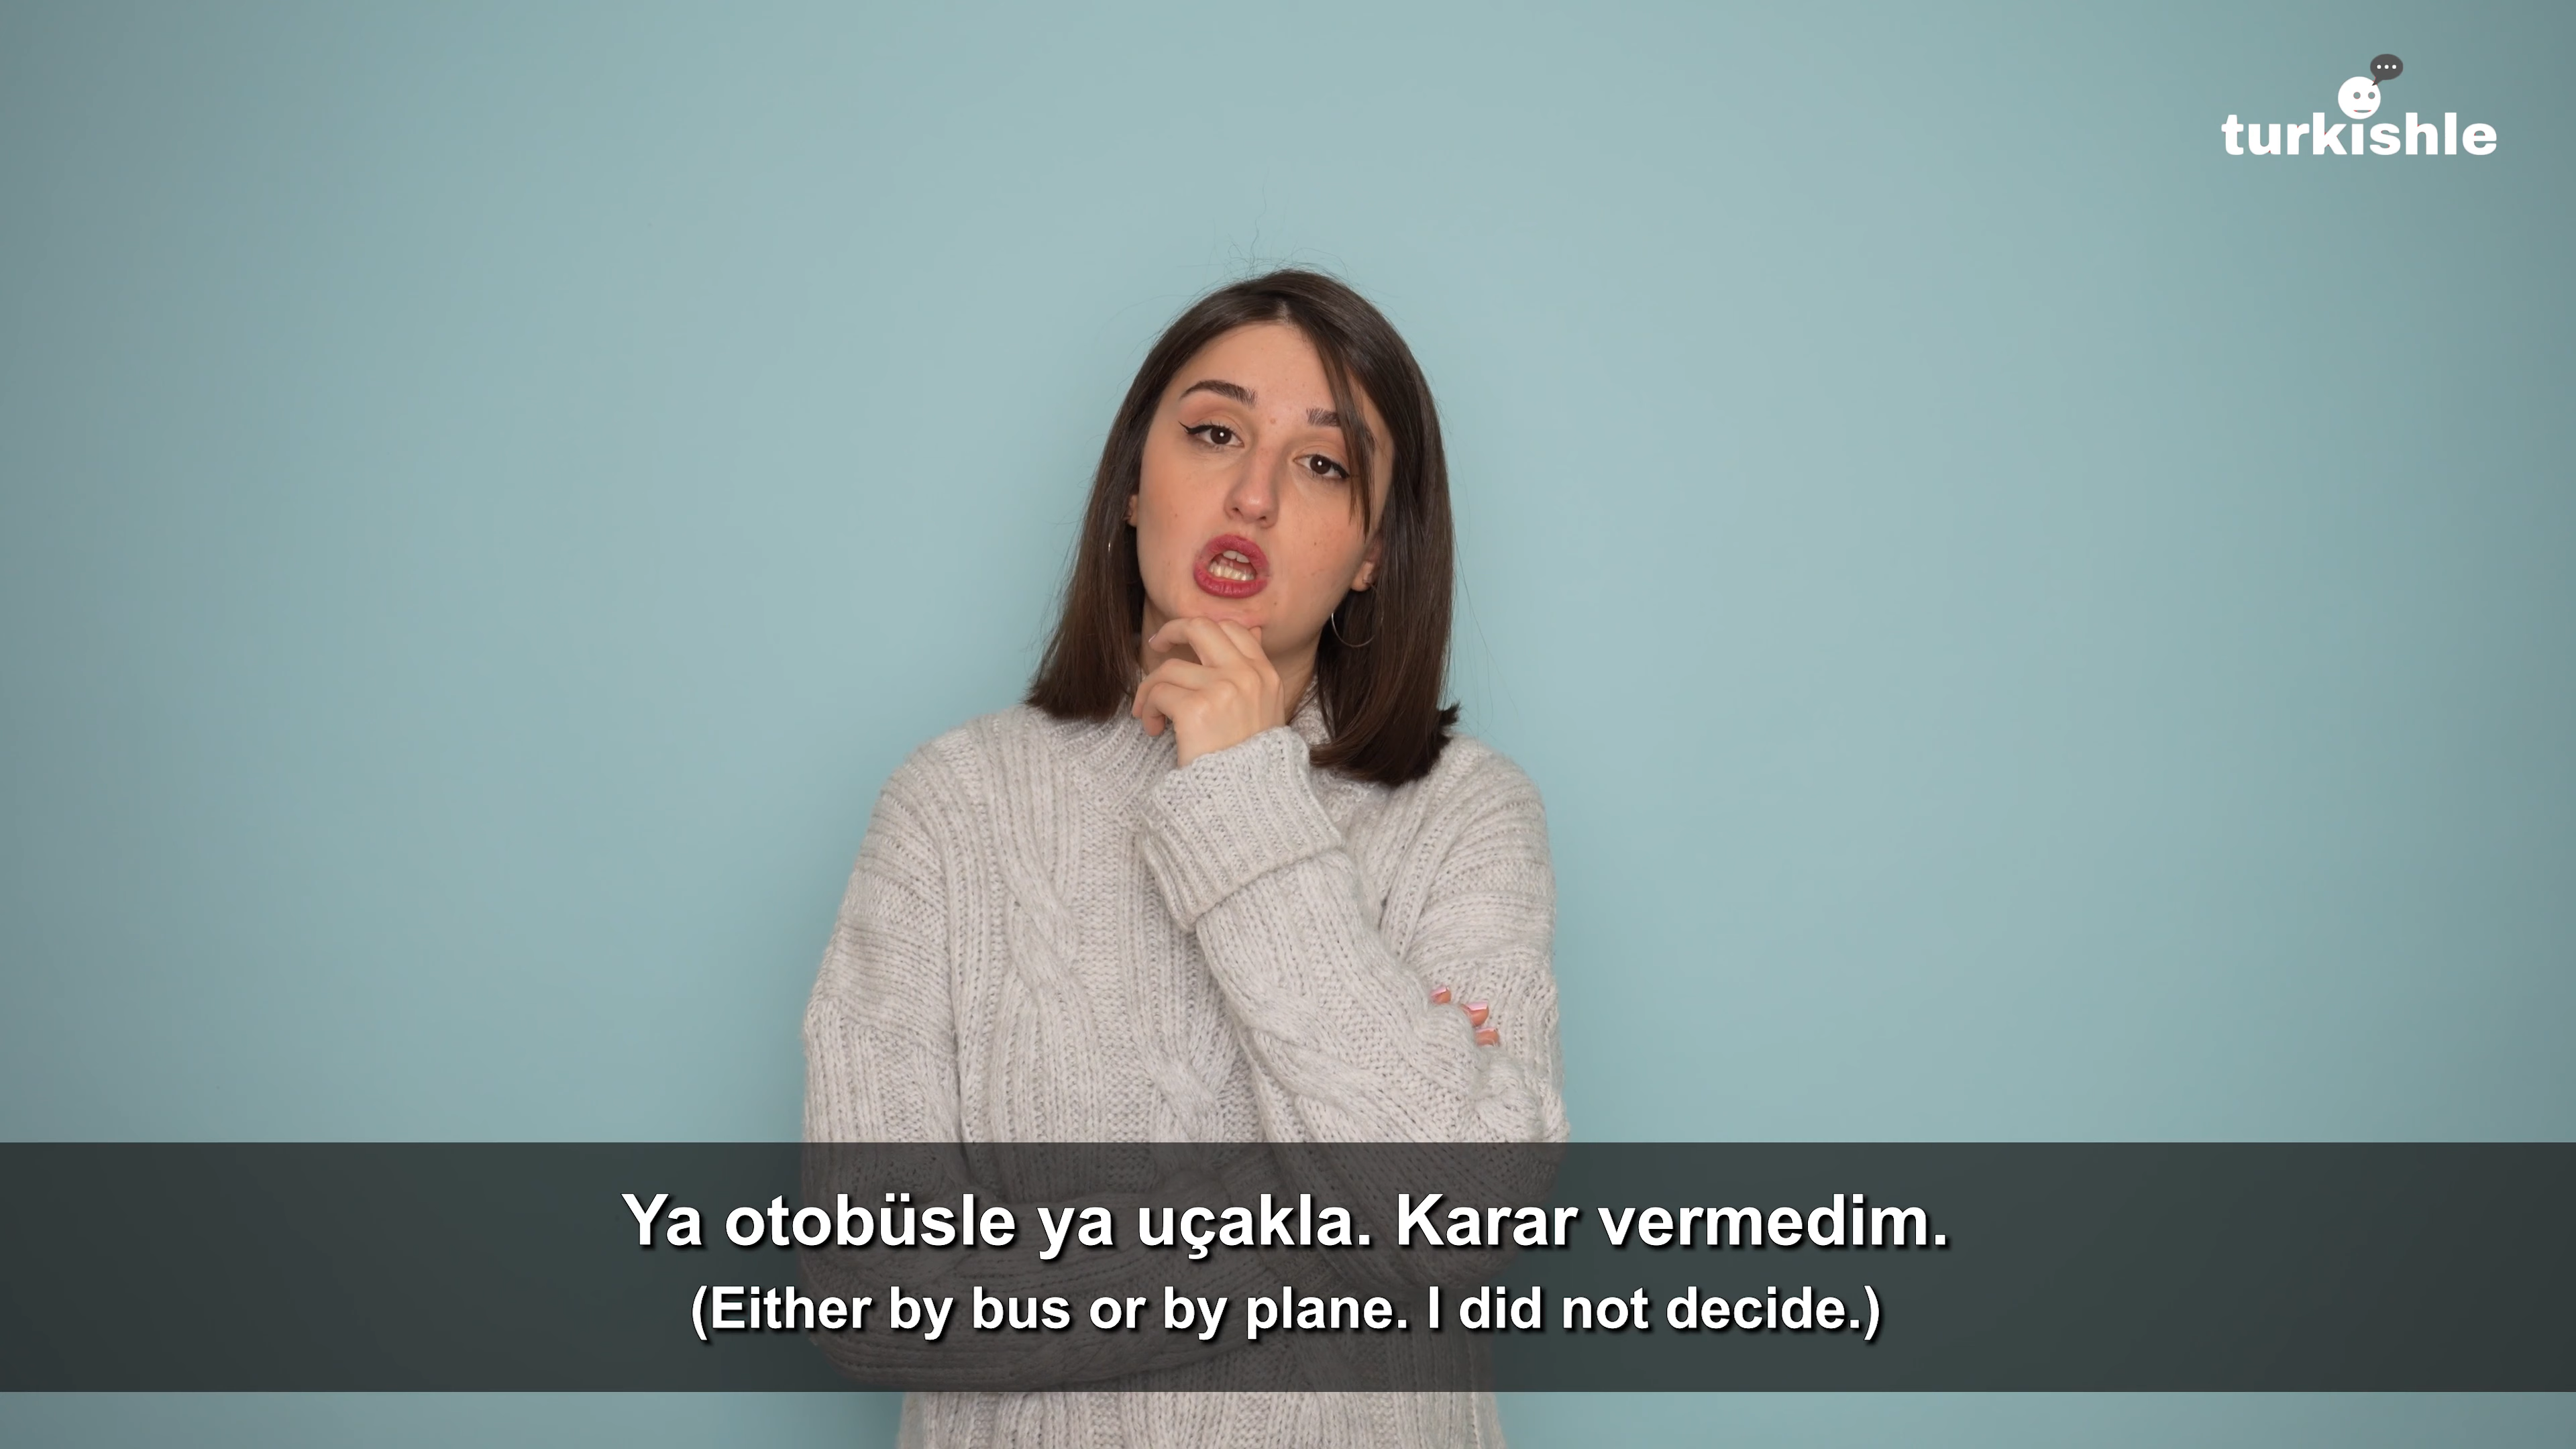 turkishle
Ya otobüsle ya uçakla. Karar vermedim.
(Either by bus or by plane. I did not decide.)